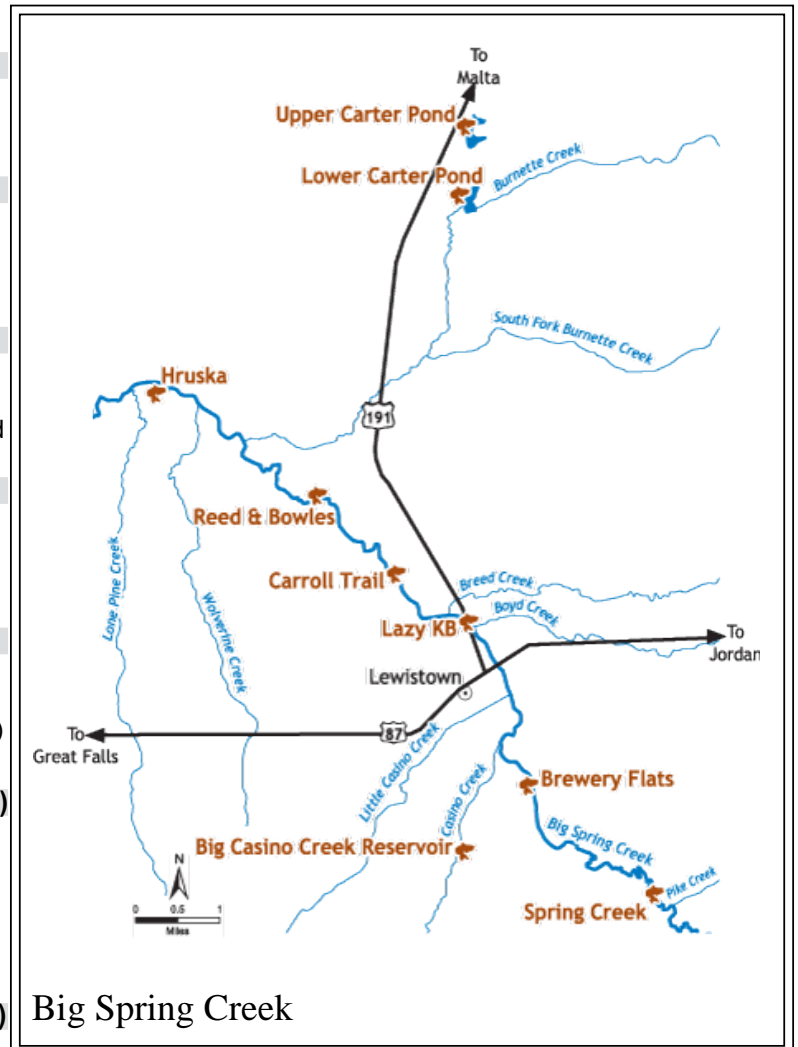 To
Malta
Upper Carter Pond
Lower Carter Pond
Burnette Creek
South Fork Burnette Creek
Hruska
191
d
Reed & Bowles
Lone Pine Creek
Wolverine Creek
Carroll Trail
Breed Creek
Boyd Creek
Lazy KB
To
Jordan
Lewistown
To
Great Falls
87
)
Little Casino Creek
Casino Creek
Brewery Flats
)
Big Casino Creek Reservoir
Big Spring Creek
Pike Creek
Spring Creek
N
0 0.5 1
Miles
Big Spring Creek
)